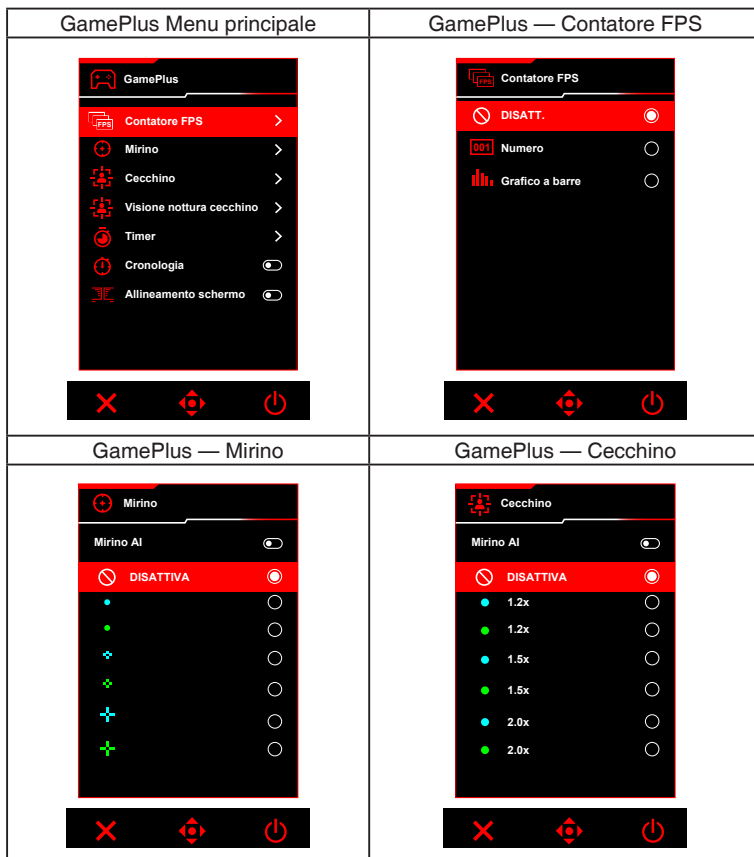 GamePlus Menu principale
GamePlus — Contatore FPS
GamePlus
FPS Contatore FPS
Mirino
Cecchino
Visione nottura cecchino
Timer
Cronologia
Allineamento schermo
FPS Contatore FPS
DISATT.
001 Numero
Grafico a barre
GamePlus — Mirino
GamePlus — Cecchino
Mirino
Mirino AI
DISATTIVA
Cecchino
Mirino AI
DISATTIVA
1.2x
1.2x
1.5x
1.5x
2.0x
2.0x